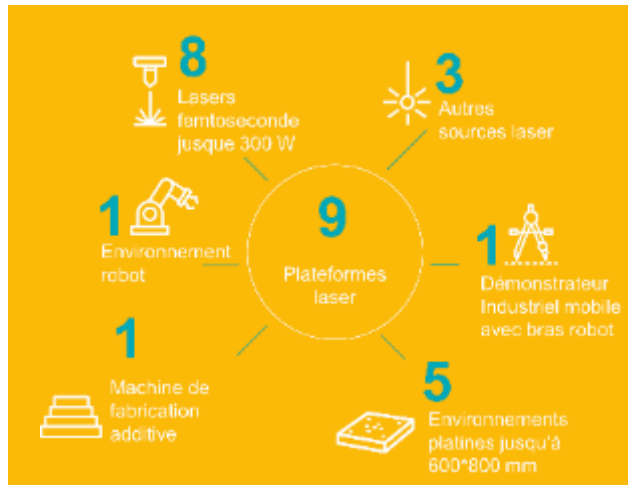 8
Lasers
femtoseconde
jusque 300 W
3
Autres
sources laser
1
Environnement
robot
9
Plateformes
laser
1
Démonstrateur
Industriel mobile
avec bras robot
1
Machine de
fabrication
additive
5
Environnements
platines jusqu'à
600*800 mm